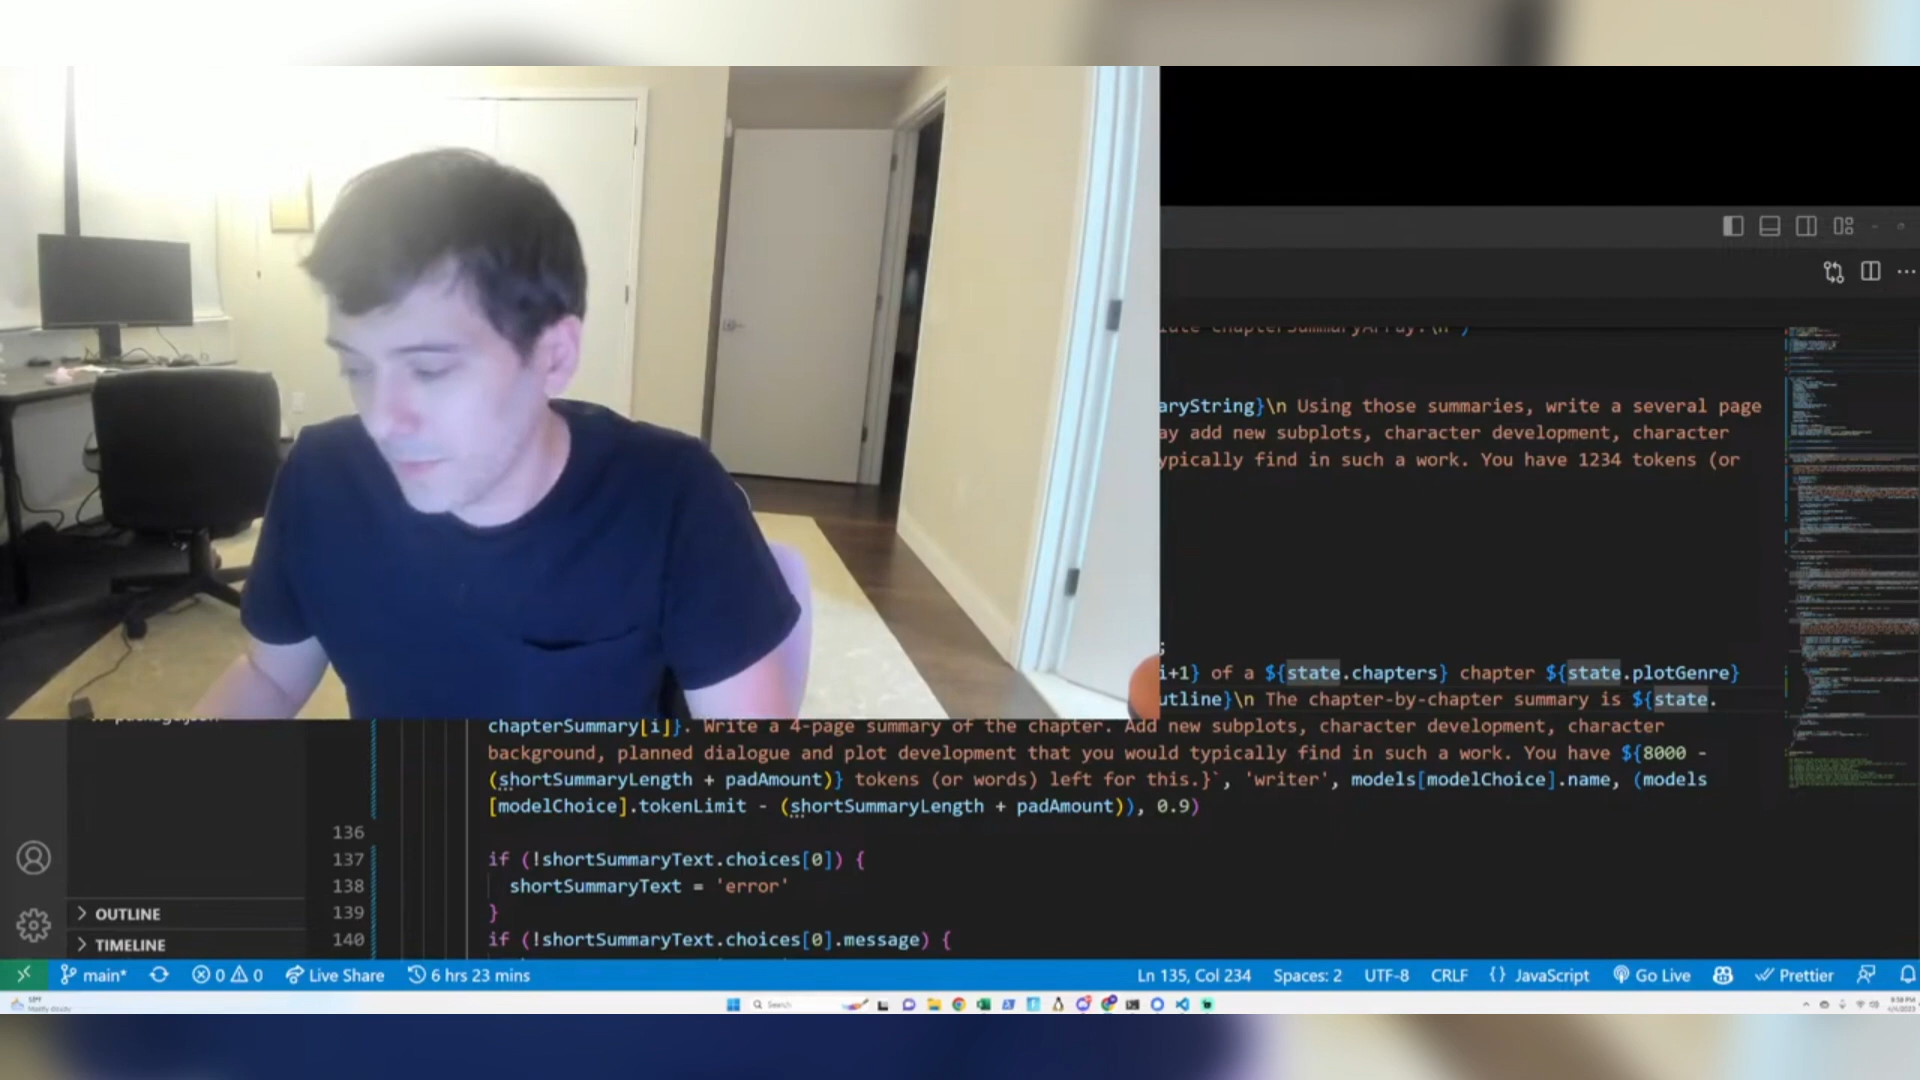 aryString}\n Using those summaries, write a several page
ay add new subplots, character development, character
ypically find in such a work. You have 1234 tokens (or
;
i+1} of a ${state.chapters} chapter ${state.plotGenre}
utline}\n The chapter-by-chapter summary is ${state.
chapterSummary[i]}. Write a 4-page summary of the chapter. Add new subplots, character development, character
background, planned dialogue and plot development that you would typically find in such a work. You have ${8000 -
(shortSummaryLength + padAmount)} tokens (or words) left for this.}`, 'writer', models[modelChoice].name, (models
[modelChoice].tokenLimit - (shortSummaryLength + padAmount)), 0.9)
136
137 if (!shortSummaryText.choices[0]) {
138 shortSummaryText = 'error'
139 }
140 if (!shortSummaryText.choices[0].message) {
OUTLINE
TIMELINE
main* 0 0 Live Share 6 hrs 23 mins Ln 135, Col 234 Spaces: 2 UTF-8 CRLF {} JavaScript Go Live Prettier
Search